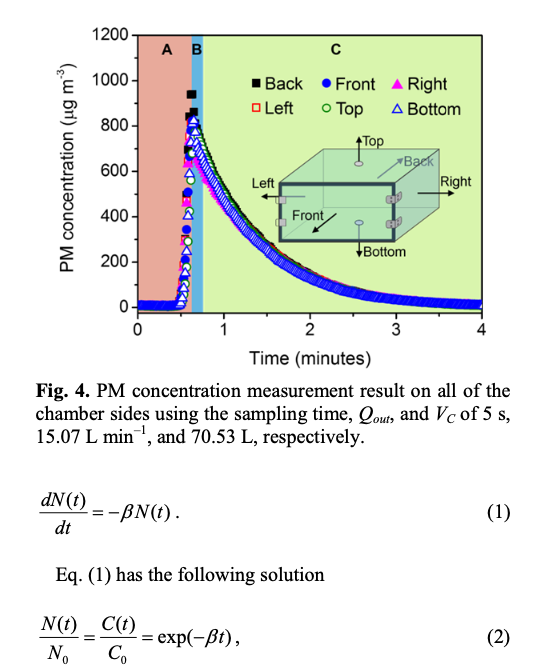 1200
1000
800
600
400
200
0
PM concentration (µg m⁻³)
A B C
Back Front Right
Left Top Bottom
Top
Back
Left
Right
Front
Bottom
0 1 2 3 4
Time (minutes)
Fig. 4. PM concentration measurement result on all of the
chamber sides using the sampling time, Qout, and VC of 5 s,
15.07 L min⁻¹, and 70.53 L, respectively.
dN(t)/dt = −βN(t) . (1)
Eq. (1) has the following solution
N(t)/N₀ = C(t)/C₀ = exp(−βt) , (2)